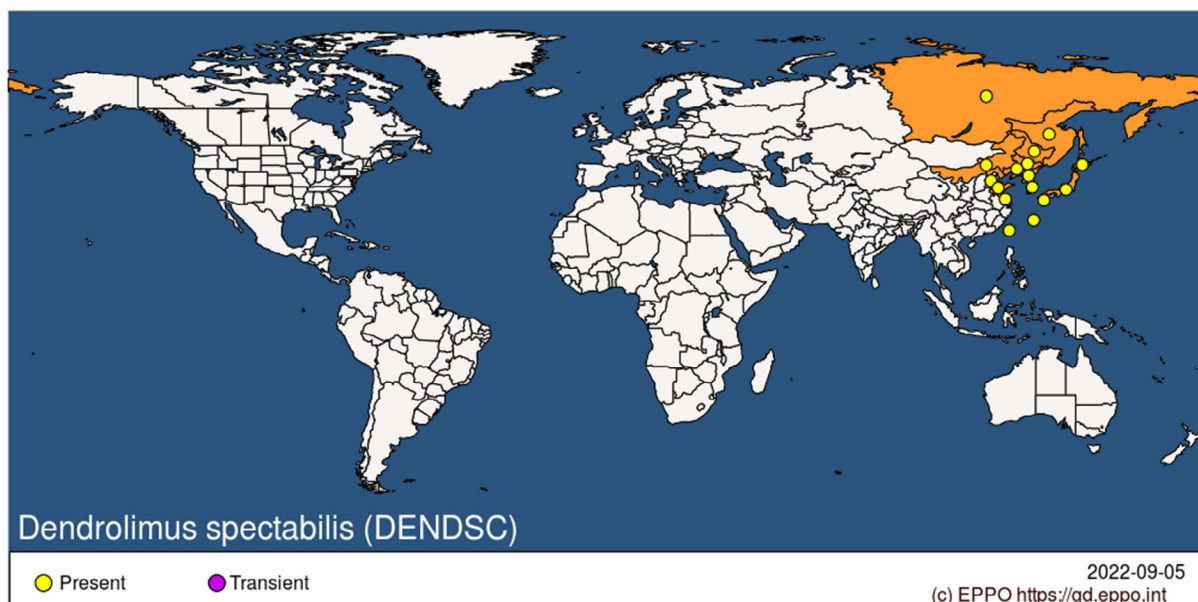 Dendrolimus spectabilis (DENDSC)
Present
Transient
2022-09-05
(c) EPPO https://gd.eppo.int